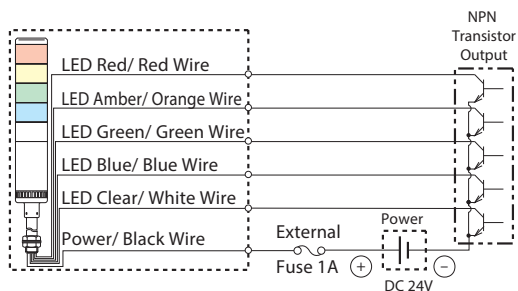 NPN
Transistor
Output
LED Red/ Red Wire
LED Amber/ Orange Wire
LED Green/ Green Wire
LED Blue/ Blue Wire
LED Clear/ White Wire
Power/ Black Wire
External
Fuse 1A
Power
+
−
DC 24V